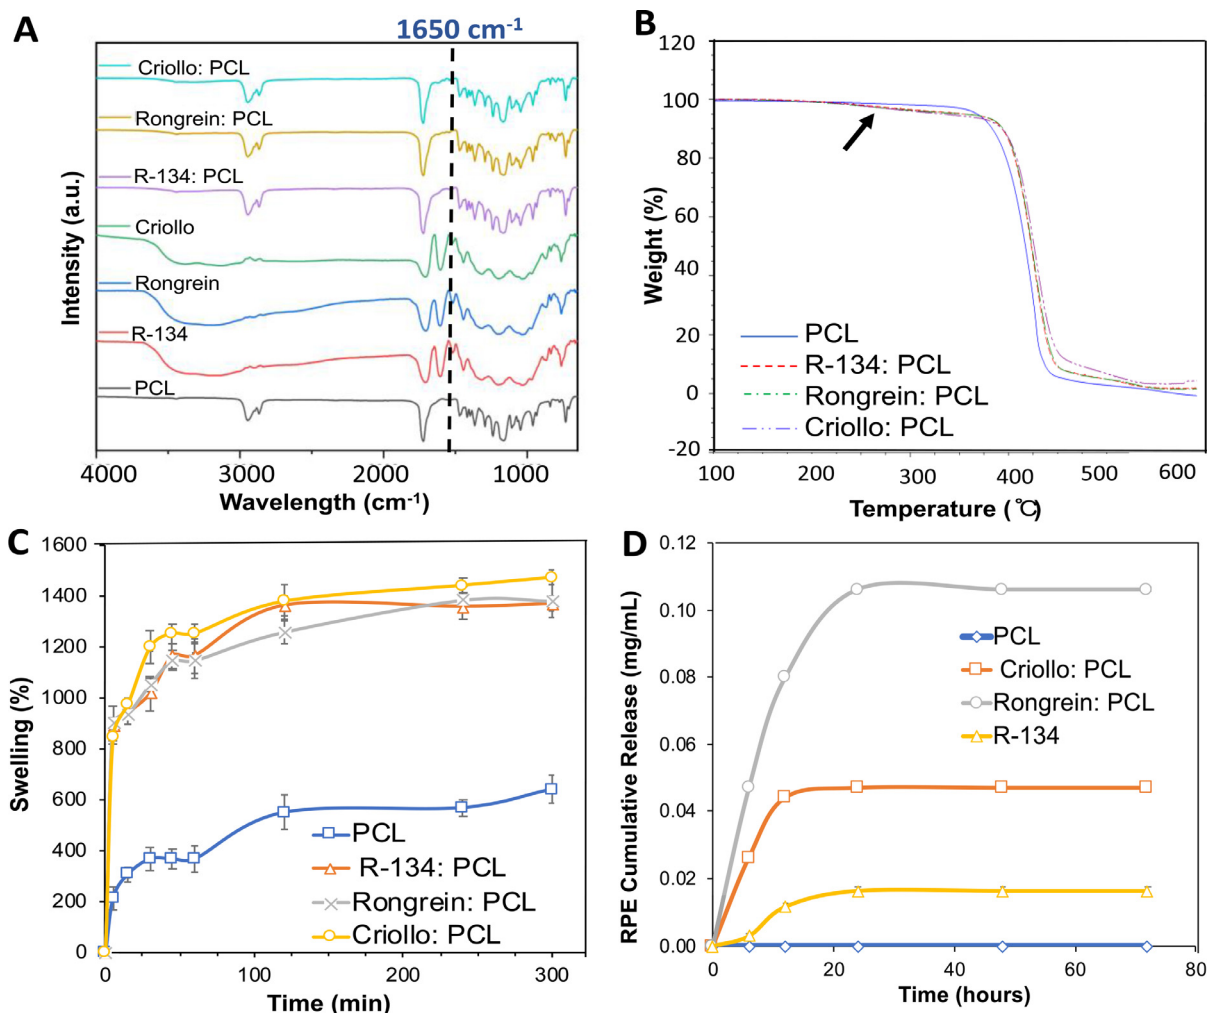 A
1650 cm⁻¹
Criollo: PCL
Rongrein: PCL
R-134: PCL
Criollo
Rongrein
R-134
PCL
Intensity (a.u.)
4000 3000 2000 1000
Wavelength (cm⁻¹)
B
120
100
80
60
40
20
0
-20
Weight (%)
PCL
R-134: PCL
Rongrein: PCL
Criollo: PCL
100 200 300 400 500 600
Temperature (℃)
C
1600
1400
1200
1000
800
600
400
200
0
Swelling (%)
PCL
R-134: PCL
Rongrein: PCL
Criollo: PCL
0 100 200 300
Time (min)
D
0.12
0.10
0.08
0.06
0.04
0.02
0.00
RPE Cumulative Release (mg/mL)
PCL
Criollo: PCL
Rongrein: PCL
R-134
0 20 40 60 80
Time (hours)